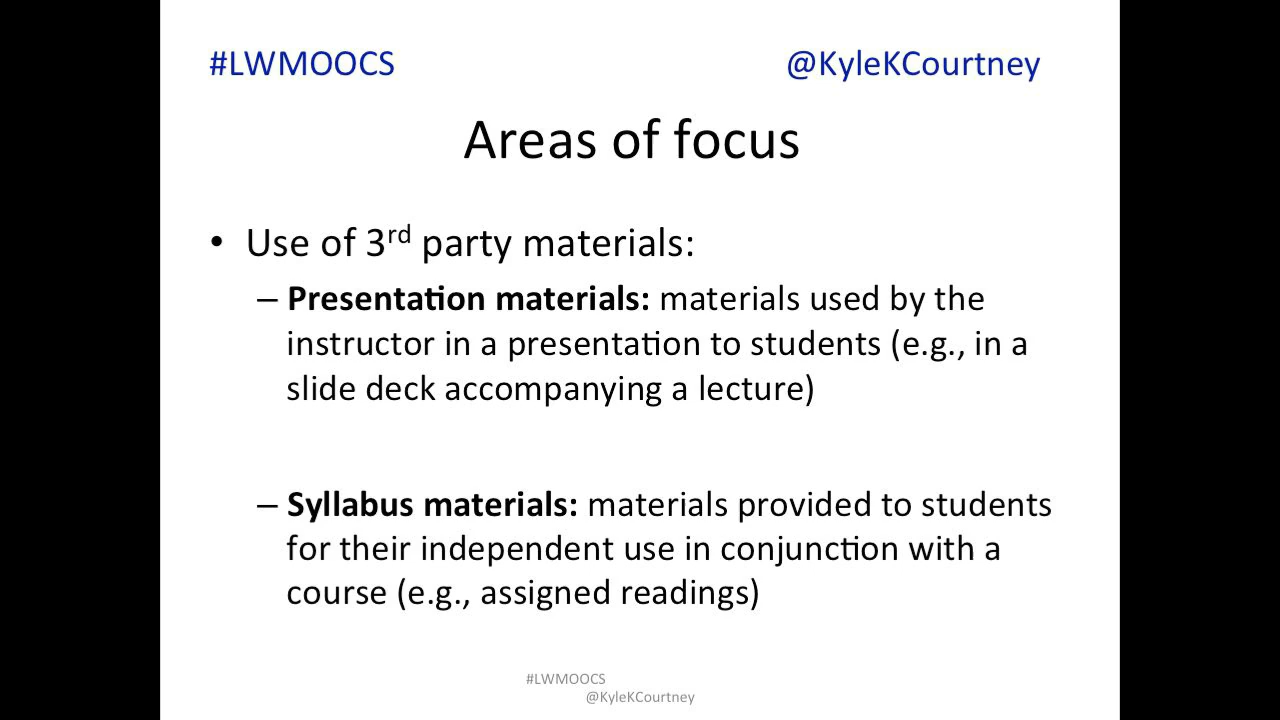 #LWMOOCS @KyleKCourtney
Areas of focus
• Use of 3rd party materials:
– Presentation materials: materials used by the
instructor in a presentation to students (e.g., in a
slide deck accompanying a lecture)
– Syllabus materials: materials provided to students
for their independent use in conjunction with a
course (e.g., assigned readings)
#LWMOOCS
@KyleKCourtney